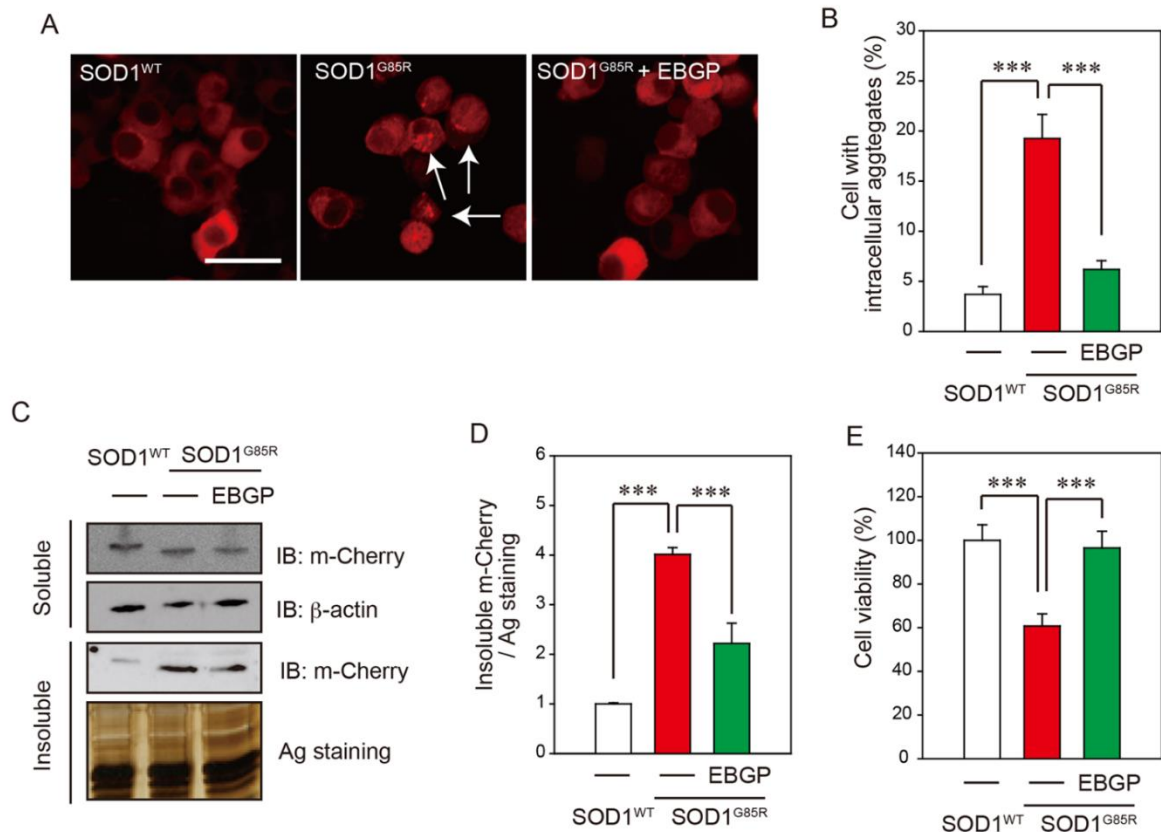 A
SOD1WT
SOD1G85R
SOD1G85R + EBGP
B
Cell with
intracellular aggtegates (%)
35
30
25
20
15
10
5
0
*** ***
— — EBGP
SOD1WT SOD1G85R
C
SOD1WT SOD1G85R
— — EBGP
Soluble
IB: m-Cherry
IB: β-actin
Insoluble
IB: m-Cherry
Ag staining
D
Insoluble m-Cherry
/ Ag staining
6
5
4
2
1
0
*** ***
— — EBGP
SOD1WT SOD1G85R
E
Cell viability (%)
140
120
100
80
60
40
20
0
*** ***
— — EBGP
SOD1WT SOD1G85R